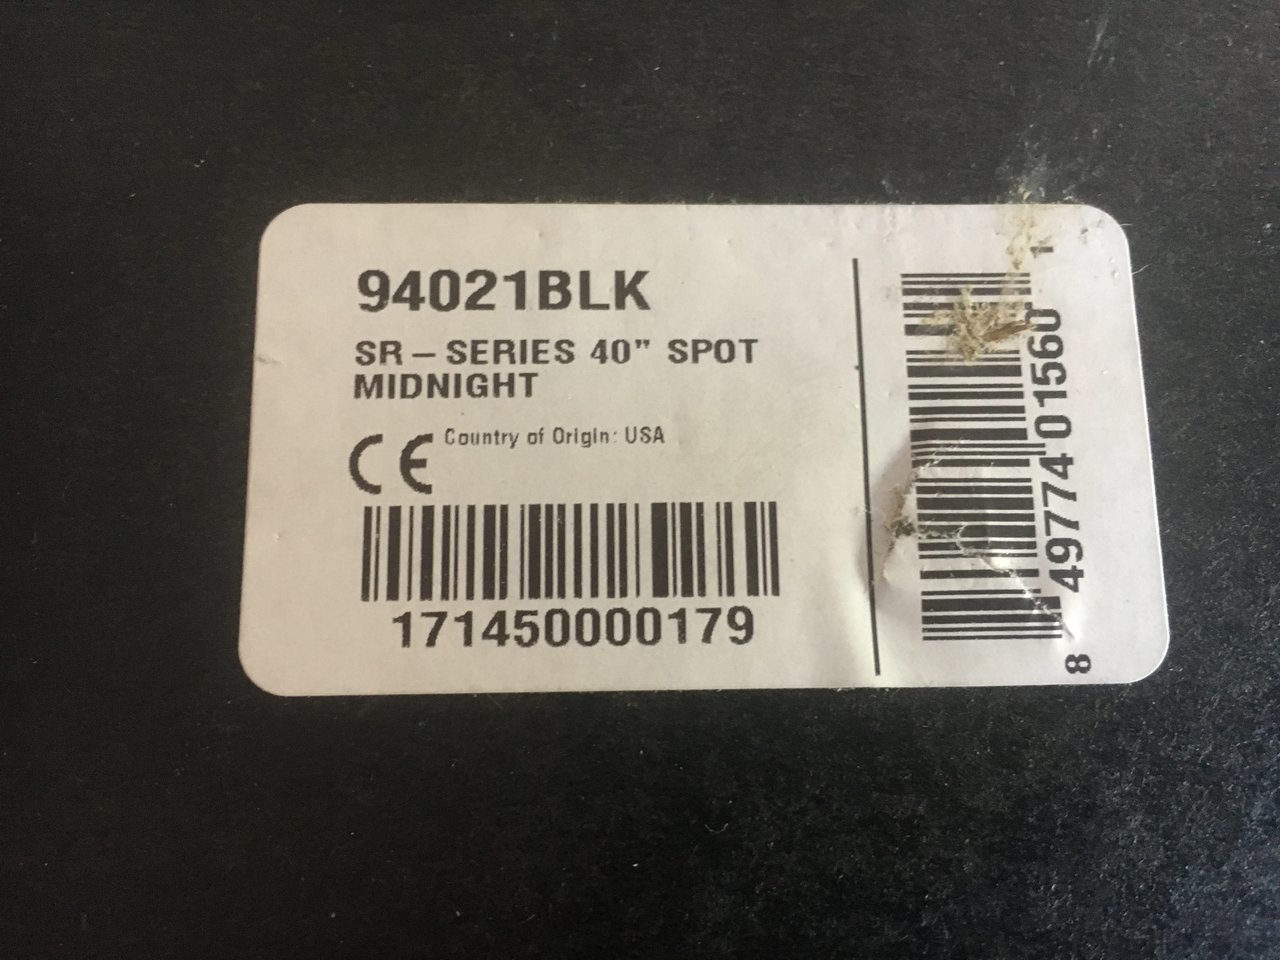 94021BLK
SR – SERIES 40" SPOT
MIDNIGHT
CE Country of Origin: USA
171450000179
8 49774 01560 1